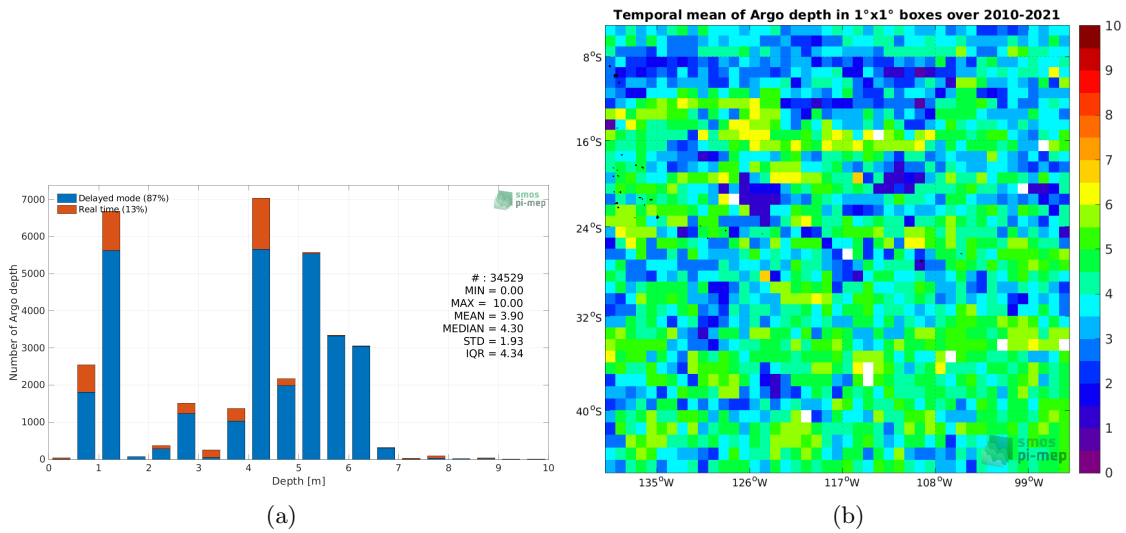 Delayed mode (87%)
Real time (13%)
smos
pi-mep
7000
6000
5000
4000
3000
2000
1000
0
Number of Argo depth
# : 34529
MIN = 0.00
MAX = 10.00
MEAN = 3.90
MEDIAN = 4.30
STD = 1.93
IQR = 4.34
0 1 2 3 4 5 6 7 8 9 10
Depth [m]
(a)
Temporal mean of Argo depth in 1°x1° boxes over 2010-2021
8°S
16°S
24°S
32°S
40°S
135°W 126°W 117°W 108°W 99°W
smos
pi-mep
10
9
8
7
6
5
4
3
2
1
0
(b)